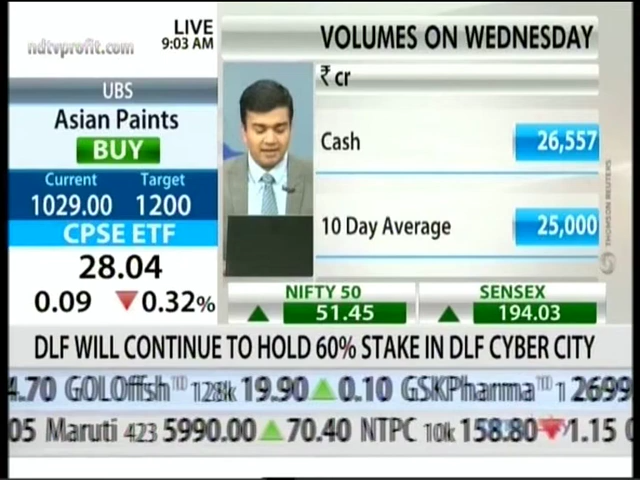 ndtvprofit.com
LIVE
9:03 AM
UBS
Asian Paints
BUY
Current Target
1029.00 1200
CPSE ETF
28.04
0.09 0.32%
VOLUMES ON WEDNESDAY
₹ cr
Cash 26,557
10 Day Average 25,000
THOMSON REUTERS
NIFTY 50 SENSEX
51.45 194.03
DLF WILL CONTINUE TO HOLD 60% STAKE IN DLF CYBER CITY
4.70 GOLOffsh TD 128k 19.90 0.10 GSKPharma TD 1 2699
05 Maruti 423 5990.00 70.40 NTPC 10k 158.80 1.15 0